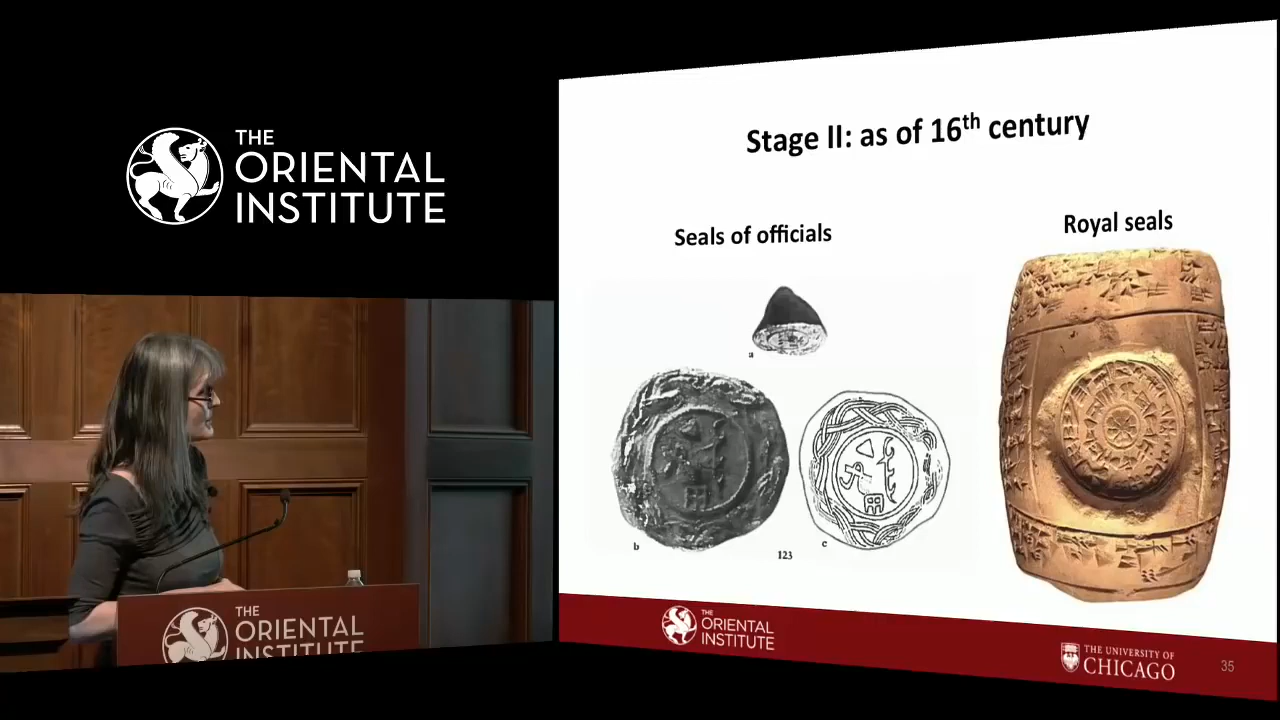 THE
ORIENTAL
INSTITUTE
Stage II: as of 16th century
Seals of officials
Royal seals
a
b
123
c
THE
ORIENTAL
INSTITUTE
THE
ORIENTAL
INSTITUTE
THE UNIVERSITY OF
CHICAGO
35